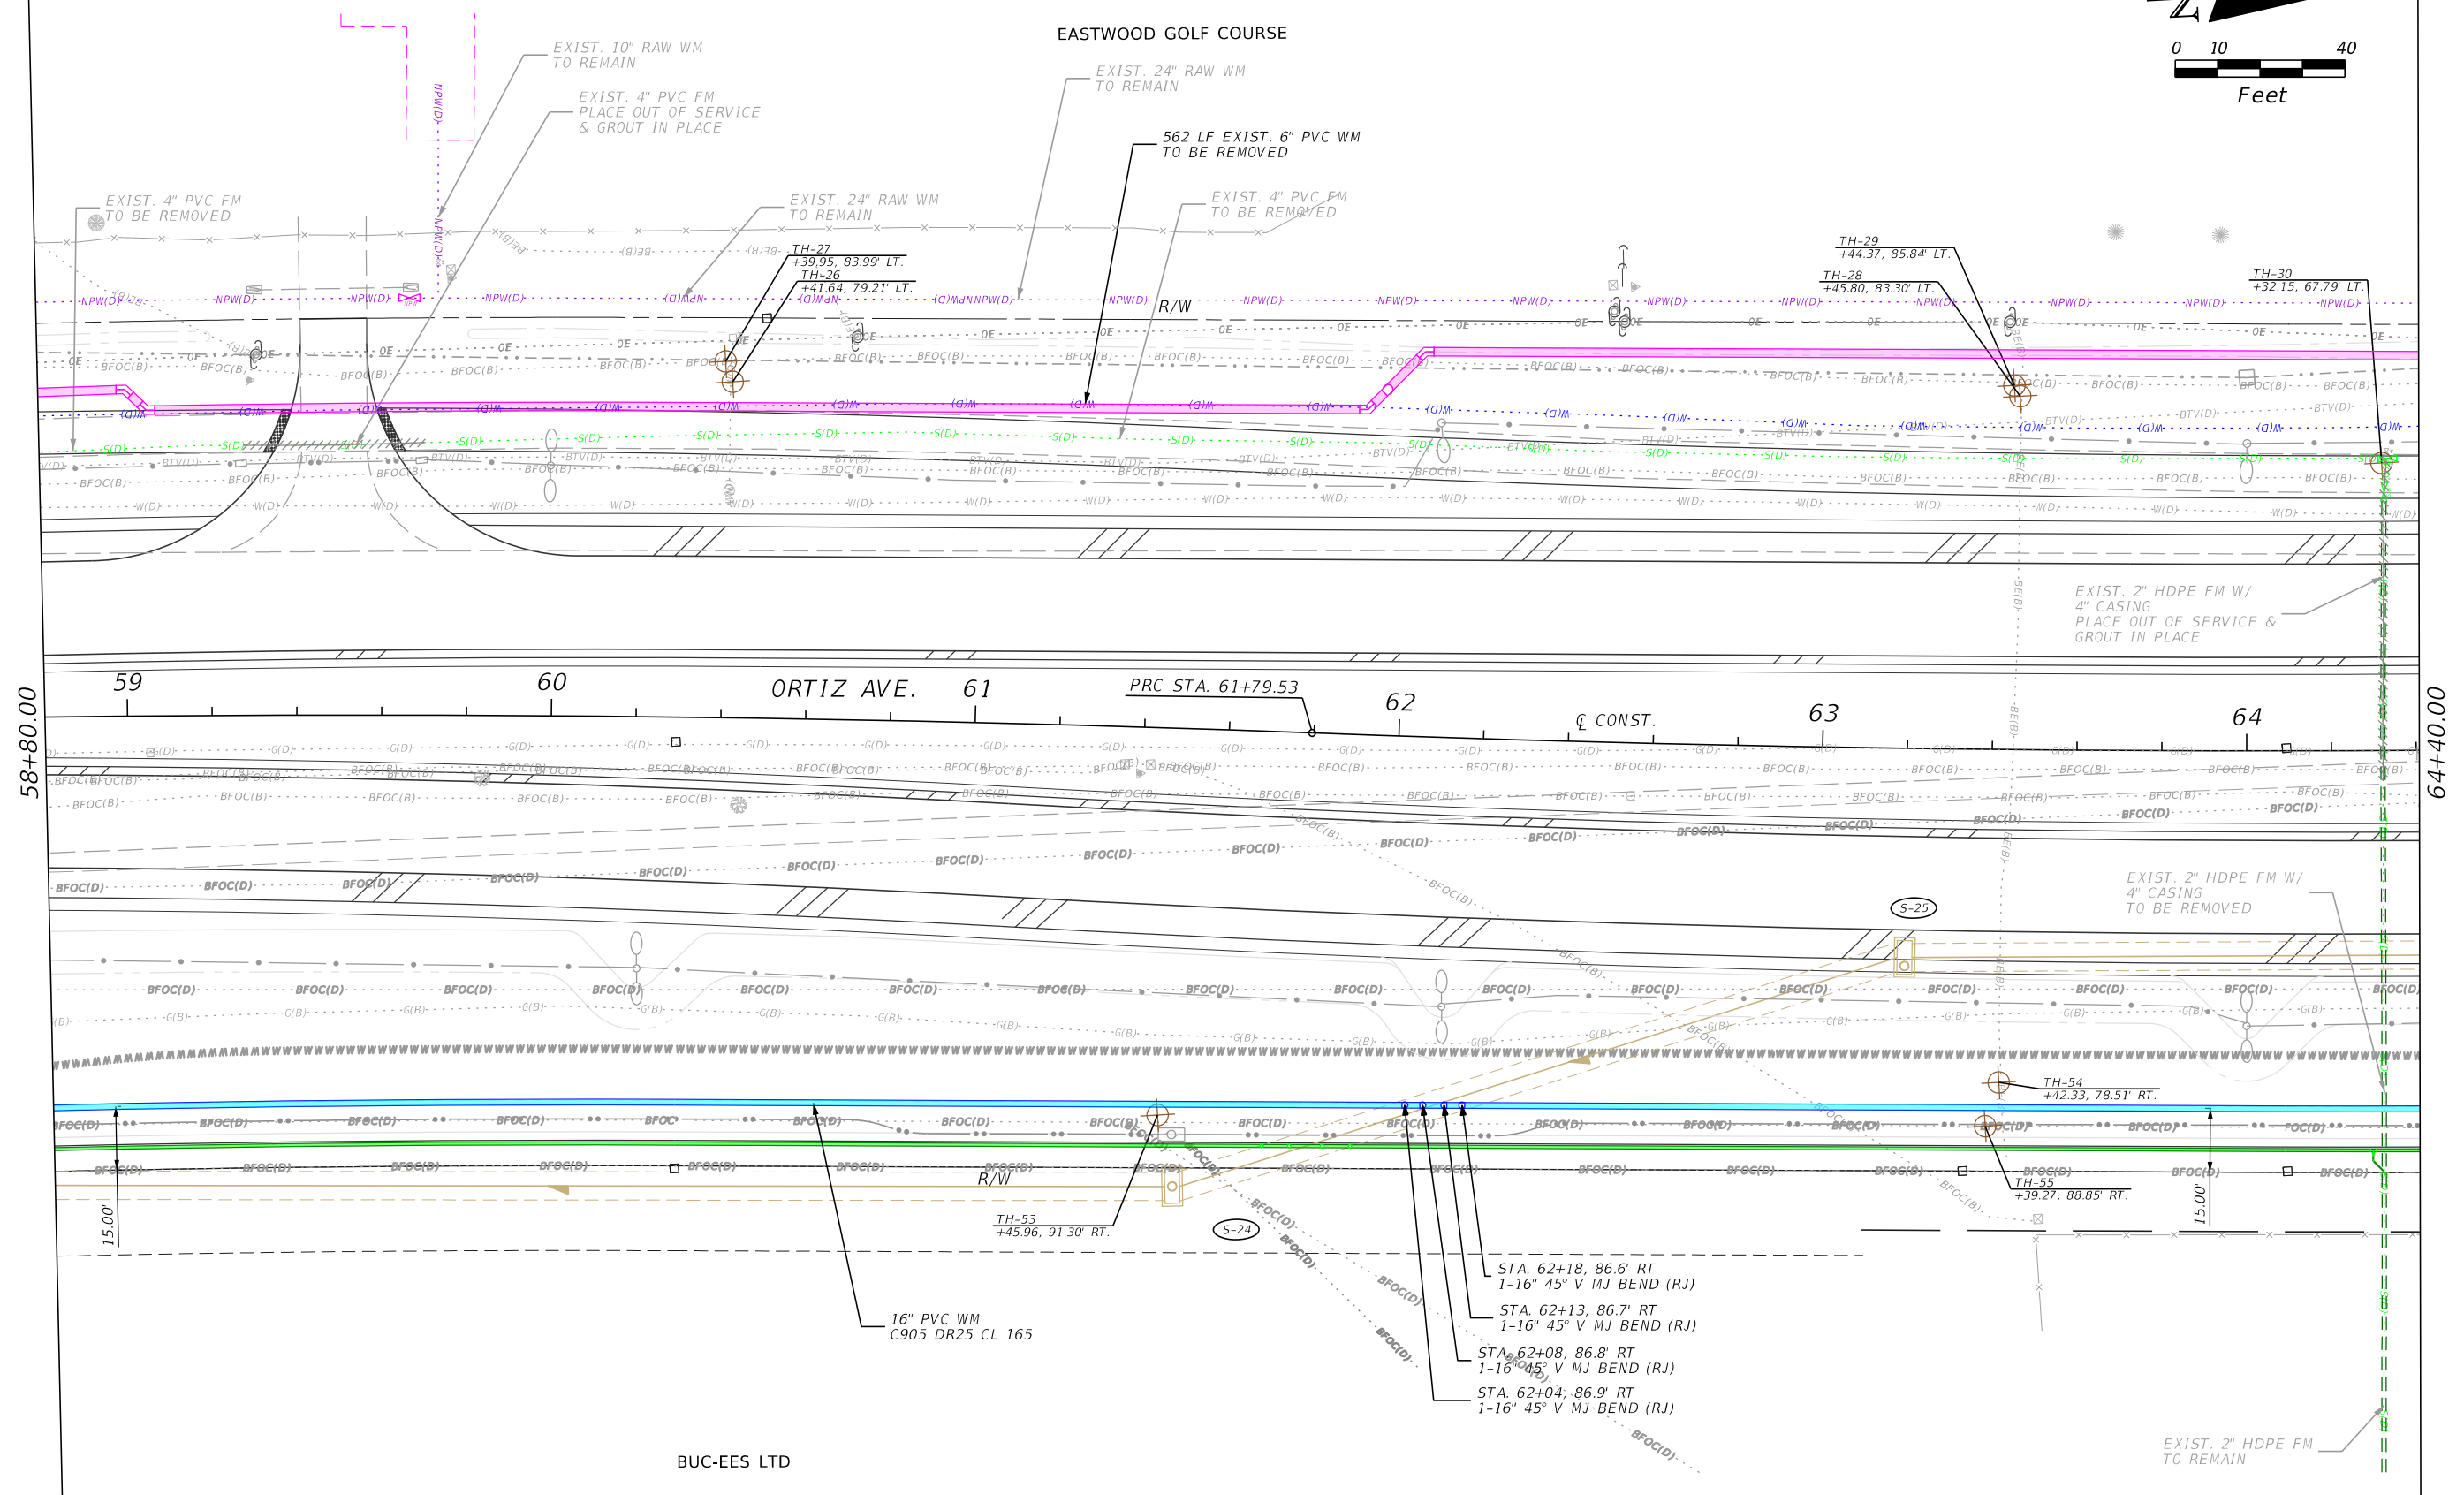 EASTWOOD GOLF COURSE
0 10 40
Feet
EXIST. 10" RAW WM
TO REMAIN
EXIST. 4" PVC FM
PLACE OUT OF SERVICE
& GROUT IN PLACE
EXIST. 24" RAW WM
TO REMAIN
562 LF EXIST. 6" PVC WM
TO BE REMOVED
EXIST. 4" PVC FM
TO BE REMOVED
EXIST. 24" RAW WM
TO REMAIN
EXIST. 4" PVC FM
TO BE REMOVED
TH-27
+39.95, 83.99' LT.
TH-26
+41.64, 79.21' LT.
TH-29
+44.37, 85.84' LT.
TH-28
+45.80, 83.30' LT.
TH-30
+32.15, 67.79' LT.
R/W
NPW(D)
OE
BFOC(B)
W(D)
S(D)
BTV(D)
BE(B)
EXIST. 2" HDPE FM W/
4" CASING
PLACE OUT OF SERVICE &
GROUT IN PLACE
58+80.00
59
60
ORTIZ AVE.
61
PRC STA. 61+79.53
62
℄ CONST.
63
64
64+40.00
G(D)
BFOC(B)
BFOC(D)
EXIST. 2" HDPE FM W/
4" CASING
TO BE REMOVED
S-25
G(B)
TH-54
+42.33, 78.51' RT.
TH-55
+39.27, 88.85' RT.
15.00'
15.00'
R/W
TH-53
+45.96, 91.30' RT.
S-24
16" PVC WM
C905 DR25 CL 165
STA. 62+18, 86.6' RT
1-16" 45° V MJ BEND (RJ)
STA. 62+13, 86.7' RT
1-16" 45° V MJ BEND (RJ)
STA. 62+08, 86.8' RT
1-16" 45° V MJ BEND (RJ)
STA. 62+04, 86.9' RT
1-16" 45° V MJ BEND (RJ)
EXIST. 2" HDPE FM
TO REMAIN
BUC-EES LTD